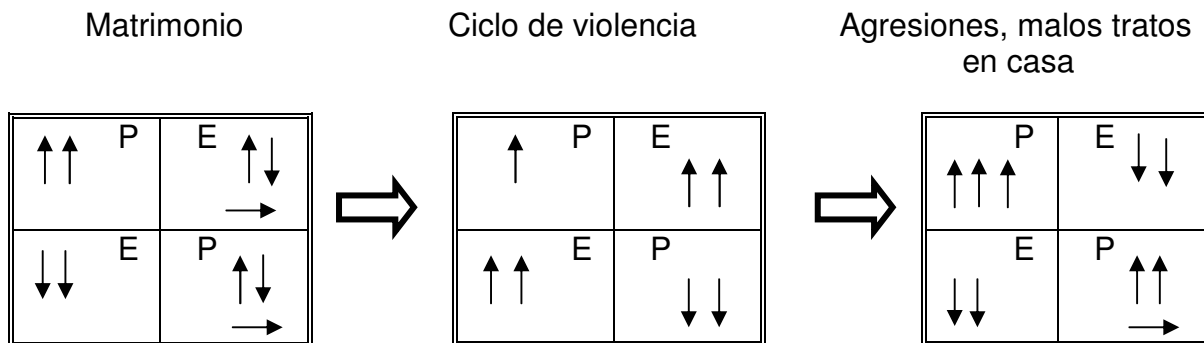 Matrimonio
Ciclo de violencia
Agresiones, malos tratos
en casa
P E
E P
P E
E P
P E
E P